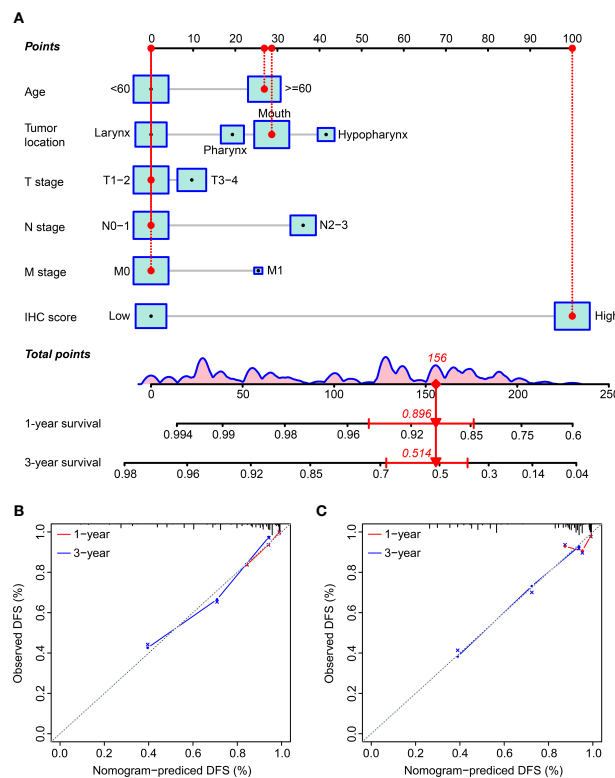 A
Points
0 10 20 30 40 50 60 70 80 90 100
Age
<60
>=60
Tumor location
Larynx
Pharynx
Mouth
Hypopharynx
T stage
T1−2
T3−4
N stage
N0−1
N2−3
M stage
M0
M1
IHC score
Low
High
Total points
156
0 50 100 150 200 250
1−year survival
0.896
0.994 0.99 0.98 0.96 0.92 0.85 0.75 0.6
3−year survival
0.514
0.98 0.96 0.92 0.85 0.7 0.5 0.3 0.14 0.04
B
1−year
3−year
Observed DFS (%)
0.0 0.2 0.4 0.6 0.8 1.0
0.0 0.2 0.4 0.6 0.8 1.0
Nomogram−prediced DFS (%)
C
1−year
3−year
Observed DFS (%)
0.0 0.2 0.4 0.6 0.8 1.0
0.0 0.2 0.4 0.6 0.8 1.0
Nomogram−prediced DFS (%)